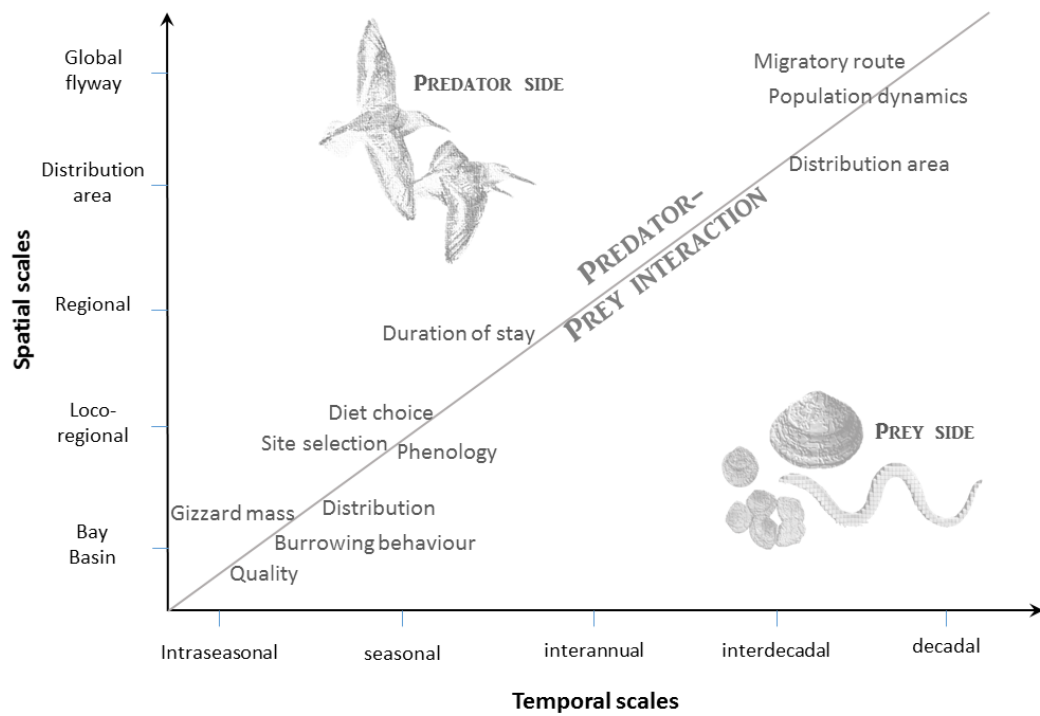 Global
flyway
Distribution
area
Regional
Loco-
regional
Bay
Basin
Spatial scales
PREDATOR SIDE
Migratory route
Population dynamics
Distribution area
PREDATOR-
PREY INTERACTION
Duration of stay
Diet choice
Site selection
Phenology
PREY SIDE
Gizzard mass
Distribution
Burrowing behaviour
Quality
Intraseasonal
seasonal
interannual
interdecadal
decadal
Temporal scales